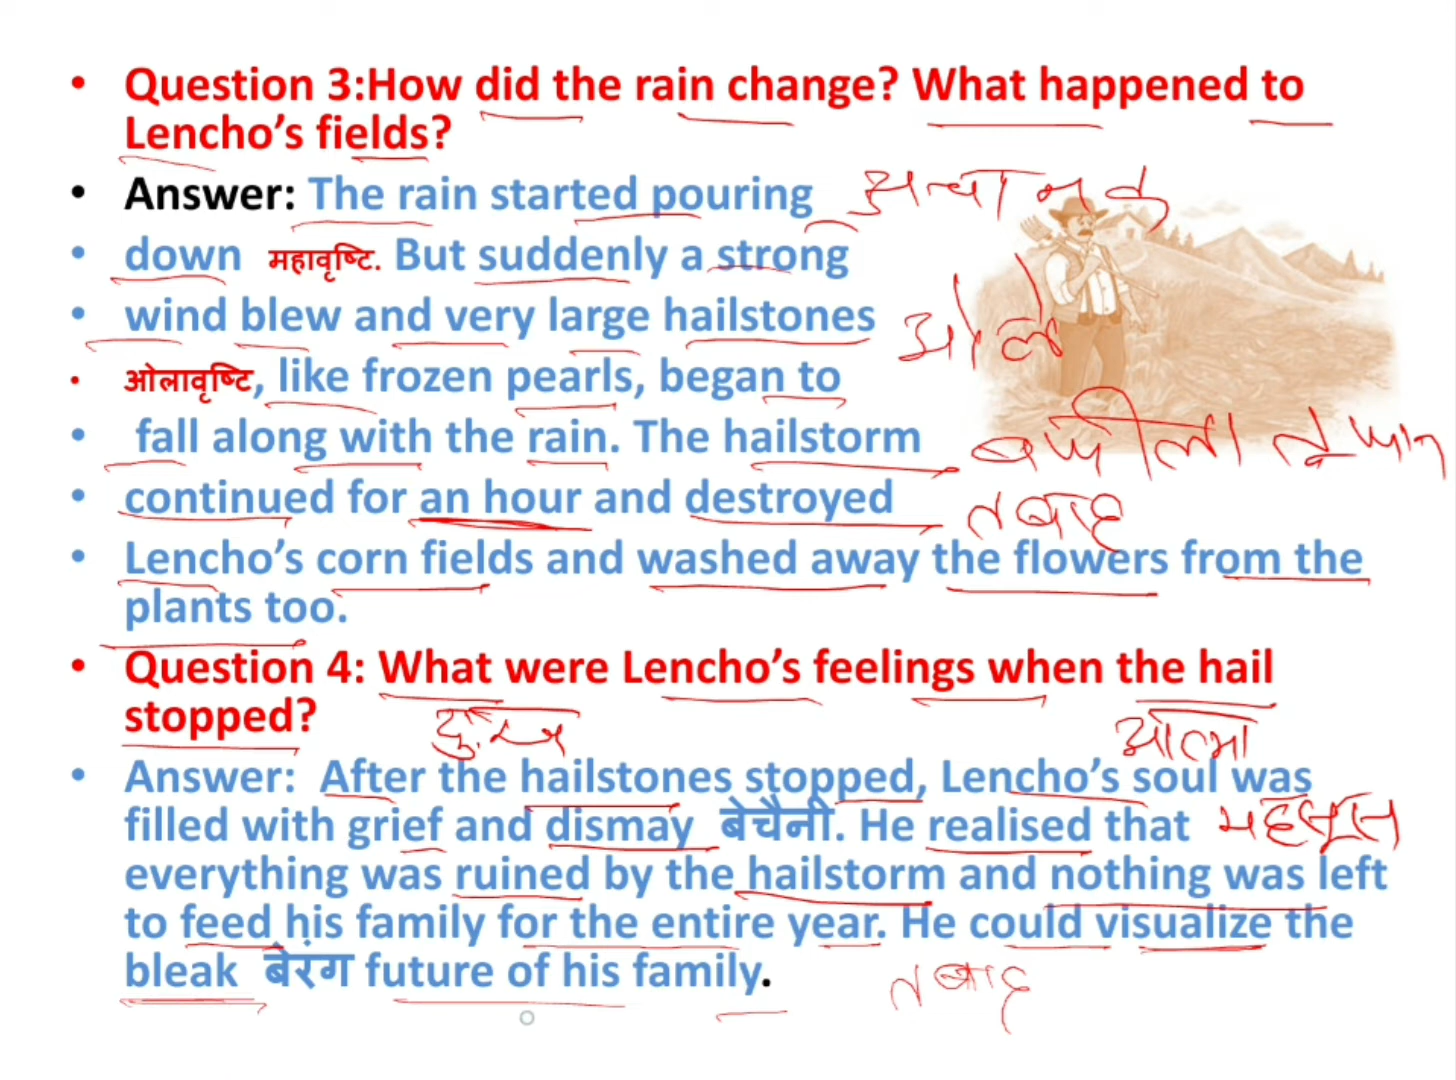 • Question 3:How did the rain change? What happened to
Lencho's fields?
• Answer: The rain started pouring अचानक
• down महावृष्टि. But suddenly a strong
• wind blew and very large hailstones ओले
• ओलावृष्टि, like frozen pearls, began to
• fall along with the rain. The hailstorm बर्फीला तूफान
• continued for an hour and destroyed तबाह
• Lencho's corn fields and washed away the flowers from the
plants too.
• Question 4: What were Lencho's feelings when the hail
stopped?
दुःख आत्मा
• Answer: After the hailstones stopped, Lencho's soul was
filled with grief and dismay बेचैनी. He realised that महसूस
everything was ruined by the hailstorm and nothing was left
to feed his family for the entire year. He could visualize the
bleak बेरंग future of his family.
तबाह